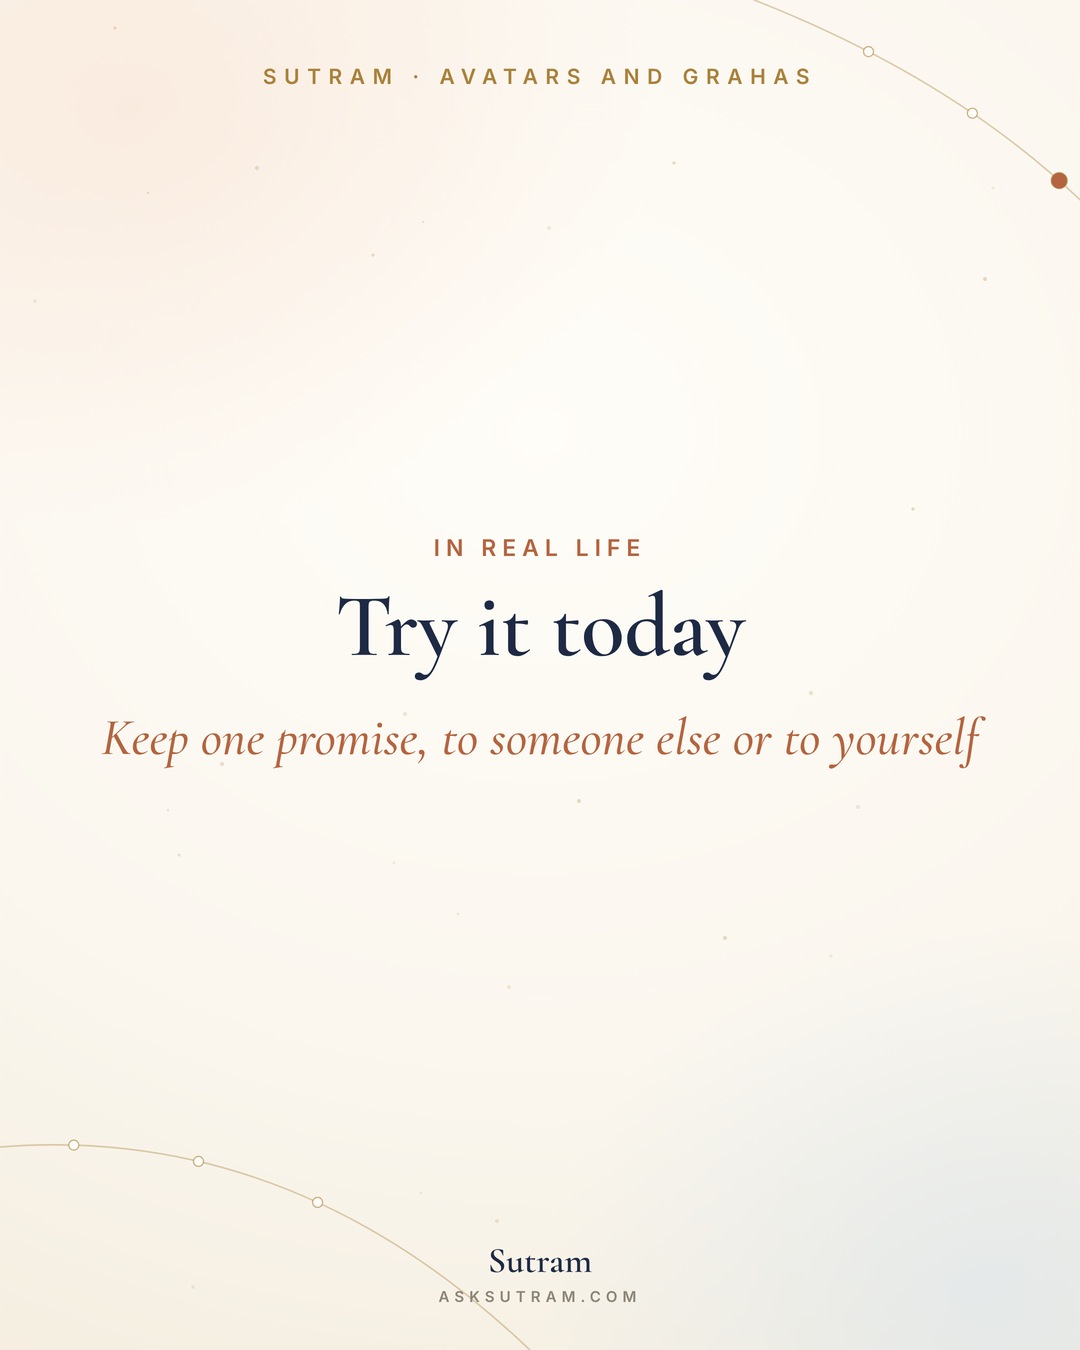 SUTRAM · AVATARS AND GRAHAS
IN REAL LIFE
Try it today
Keep one promise, to someone else or to yourself
Sutram
ASKSUTRAM.COM